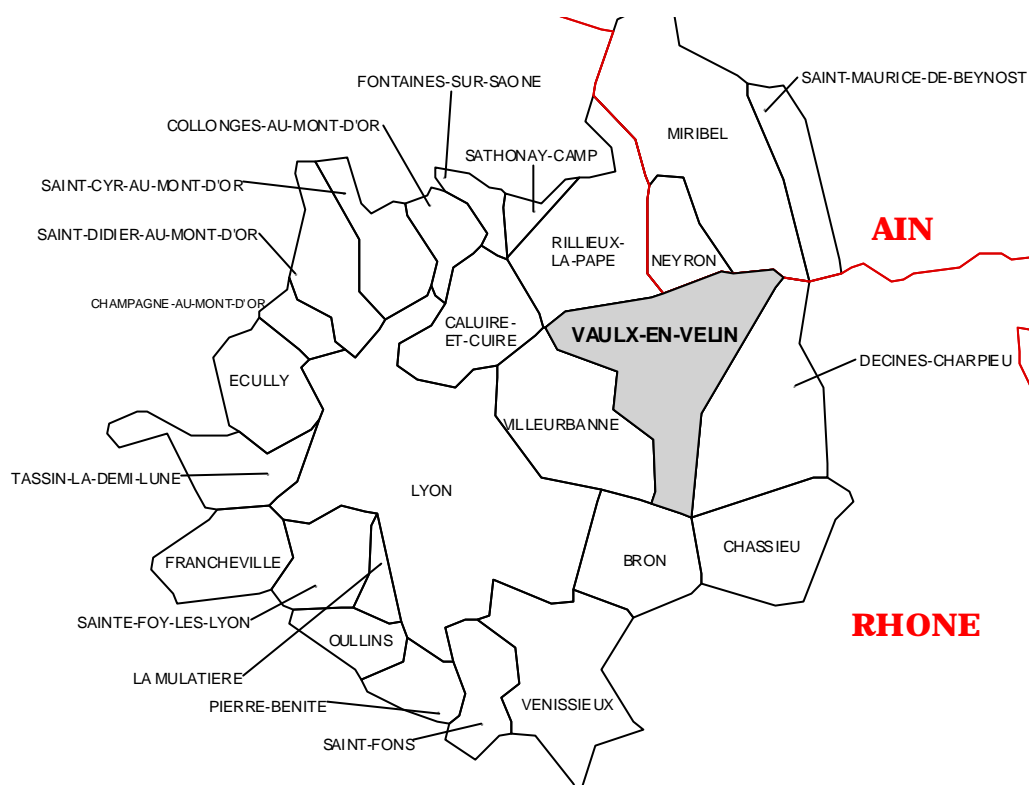 FONTAINES-SUR-SAONE
SAINT-MAURICE-DE-BEYNOST
COLLONGES-AU-MONT-D'OR
MIRIBEL
SATHONAY-CAMP
SAINT-CYR-AU-MONT-D'OR
AIN
SAINT-DIDIER-AU-MONT-D'OR
RILLIEUX-
LA-PAPE
NEYRON
CHAMPAGNE-AU-MONT-D'OR
CALUIRE-
ET-CUIRE
VAULX-EN-VELIN
DECINES-CHARPIEU
ECULLY
VILLEURBANNE
TASSIN-LA-DEMI-LUNE
LYON
CHASSIEU
BRON
FRANCHEVILLE
SAINTE-FOY-LES-LYON
RHONE
OULLINS
LA MULATIERE
PIERRE-BENITE
VENISSIEUX
SAINT-FONS